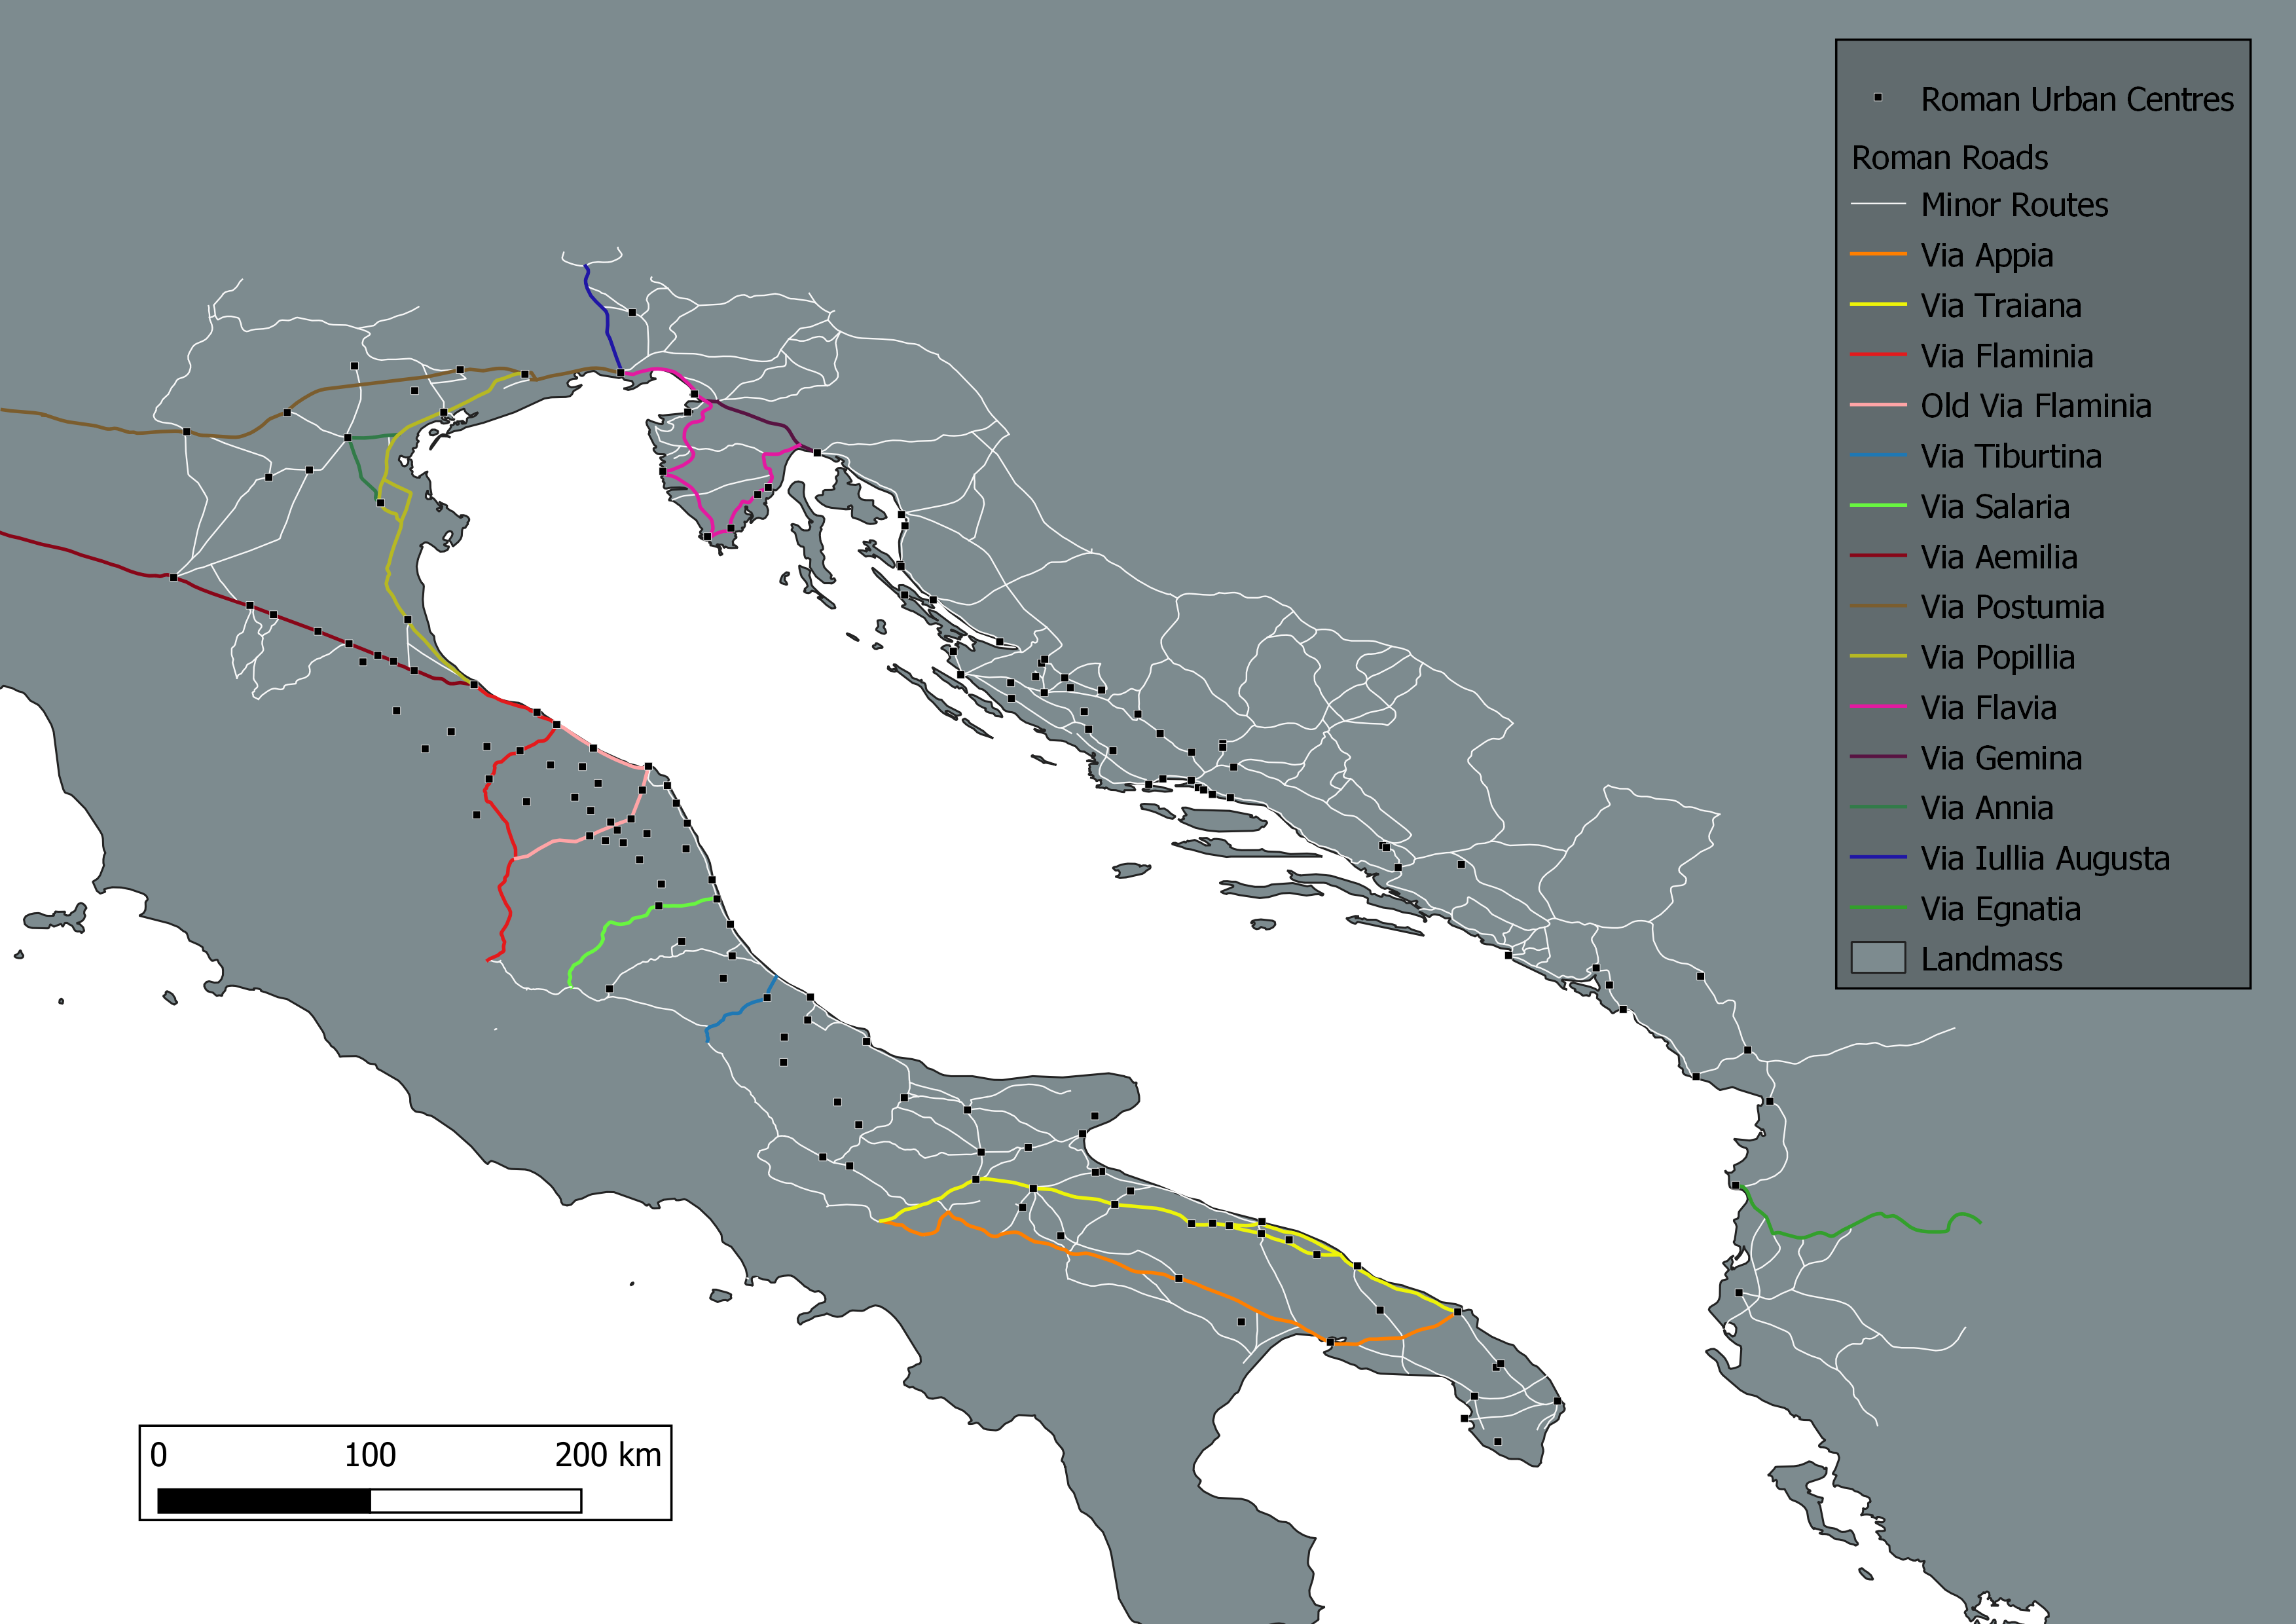 Roman Urban Centres
Roman Roads
Minor Routes
Via Appia
Via Traiana
Via Flaminia
Old Via Flaminia
Via Tiburtina
Via Salaria
Via Aemilia
Via Postumia
Via Popillia
Via Flavia
Via Gemina
Via Annia
Via Iullia Augusta
Via Egnatia
Landmass
0 100 200 km